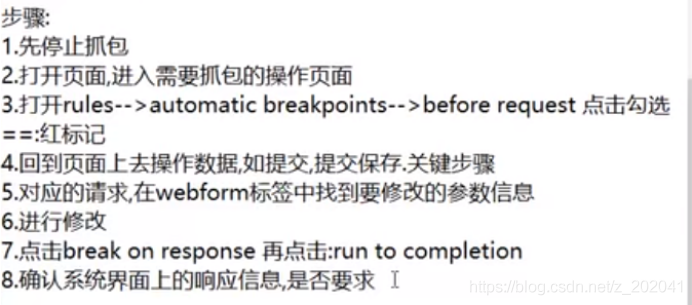 步骤:
1.先停止抓包
2.打开页面,进入需要抓包的操作页面
3.打开rules-->automatic breakpoints-->before request 点击勾选
==:红标记
4.回到页面上去操作数据,如提交,提交保存.关键步骤
5.对应的请求,在webform标签中找到要修改的参数信息
6.进行修改
7.点击break on response 再点击:run to completion
8.确认系统界面上的响应信息,是否要求
https://blog.csdn.net/z_202041